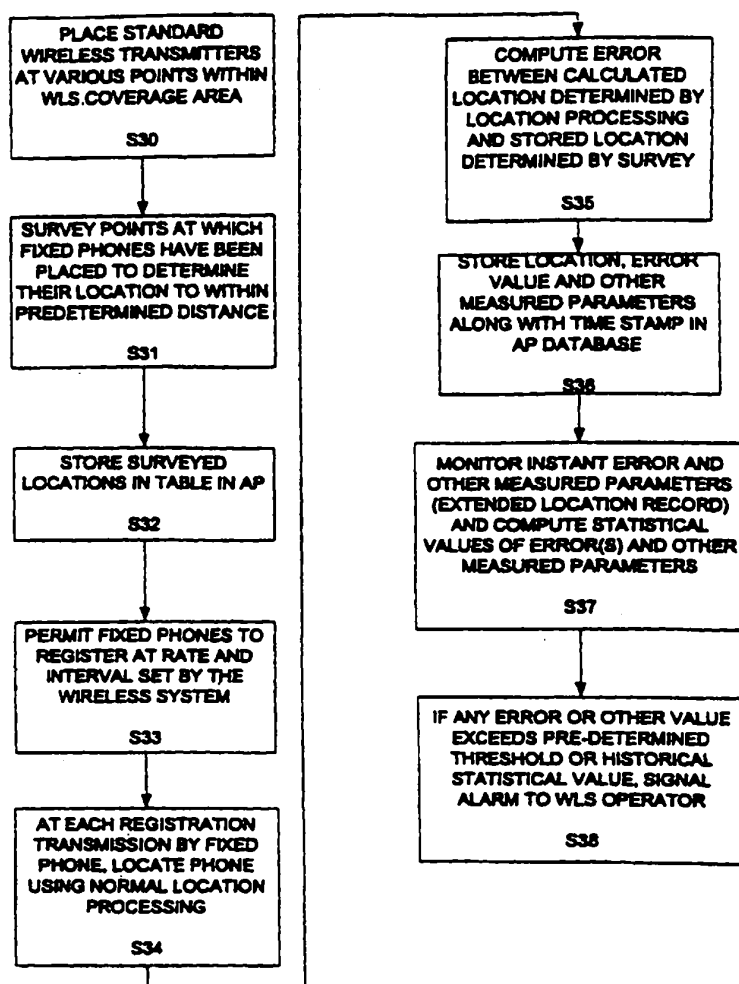 PLACE STANDARD
WIRELESS TRANSMITTERS
AT VARIOUS POINTS WITHIN
WLS.COVERAGE AREA
S30
SURVEY POINTS AT WHICH
FIXED PHONES HAVE BEEN
PLACED TO DETERMINE
THEIR LOCATION TO WITHIN
PREDETERMINED DISTANCE
S31
STORE SURVEYED
LOCATIONS IN TABLE IN AP
S32
PERMIT FIXED PHONES TO
REGISTER AT RATE AND
INTERVAL SET BY THE
WIRELESS SYSTEM
S33
AT EACH REGISTRATION
TRANSMISSION BY FIXED
PHONE, LOCATE PHONE
USING NORMAL LOCATION
PROCESSING
S34
COMPUTE ERROR
BETWEEN CALCULATED
LOCATION DETERMINED BY
LOCATION PROCESSING
AND STORED LOCATION
DETERMINED BY SURVEY
S35
STORE LOCATION, ERROR
VALUE AND OTHER
MEASURED PARAMETERS
ALONG WITH TIME STAMP IN
AP DATABASE
S36
MONITOR INSTANT ERROR AND
OTHER MEASURED PARAMETERS
(EXTENDED LOCATION RECORD)
AND COMPUTE STATISTICAL
VALUES OF ERROR(S) AND OTHER
MEASURED PARAMETERS
S37
IF ANY ERROR OR OTHER VALUE
EXCEEDS PRE-DETERMINED
THRESHOLD OR HISTORICAL
STATISTICAL VALUE, SIGNAL
ALARM TO WLS OPERATOR
S38